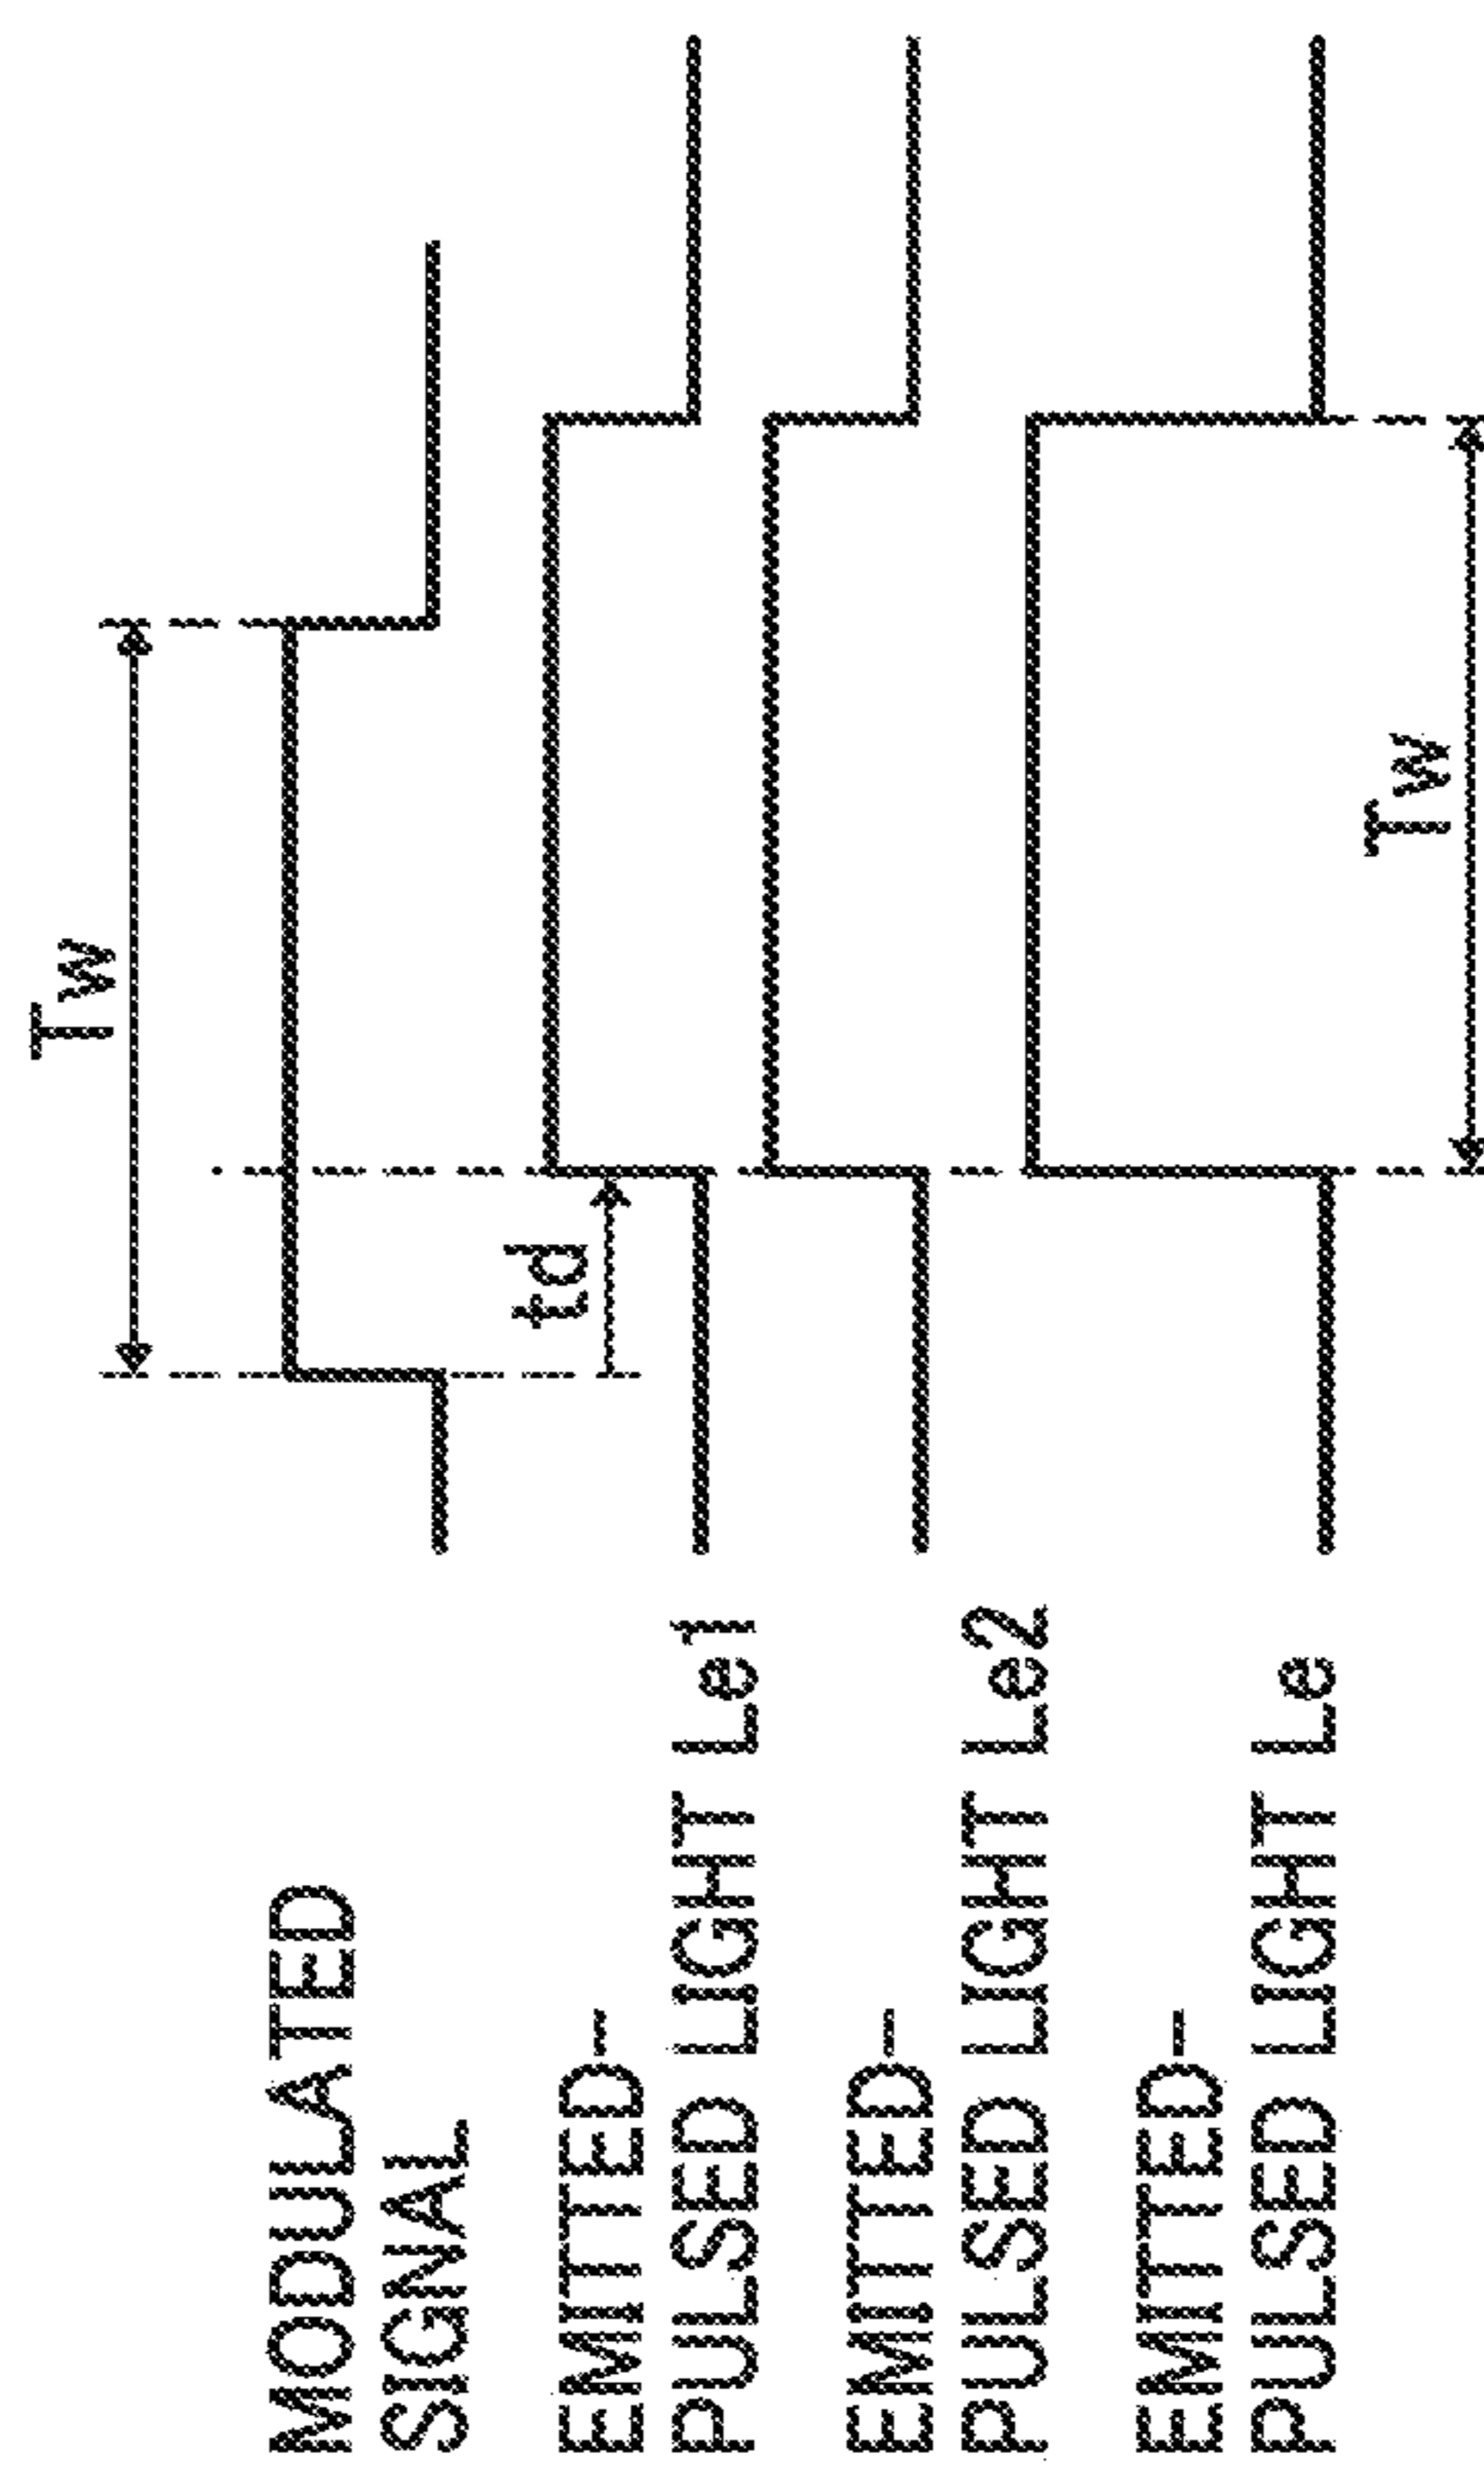 Tw
MODULATED
SIGNAL
td
EMITTED-
PULSED LIGHT Le1
EMITTED-
PULSED LIGHT Le2
EMITTED-
PULSED LIGHT Le
Tw